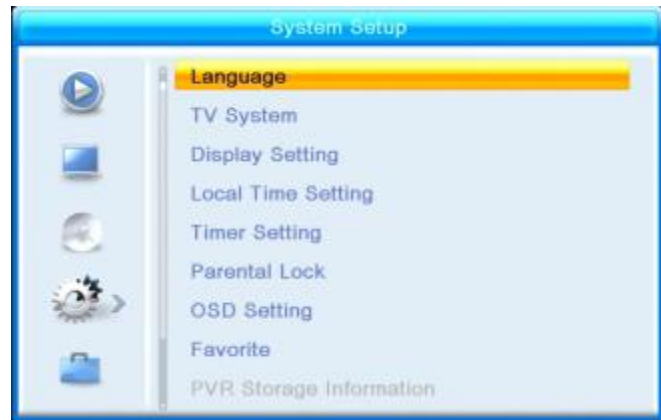 System Setup
Language
TV System
Display Setting
Local Time Setting
Timer Setting
Parental Lock
OSD Setting
Favorite
PVR Storage Information